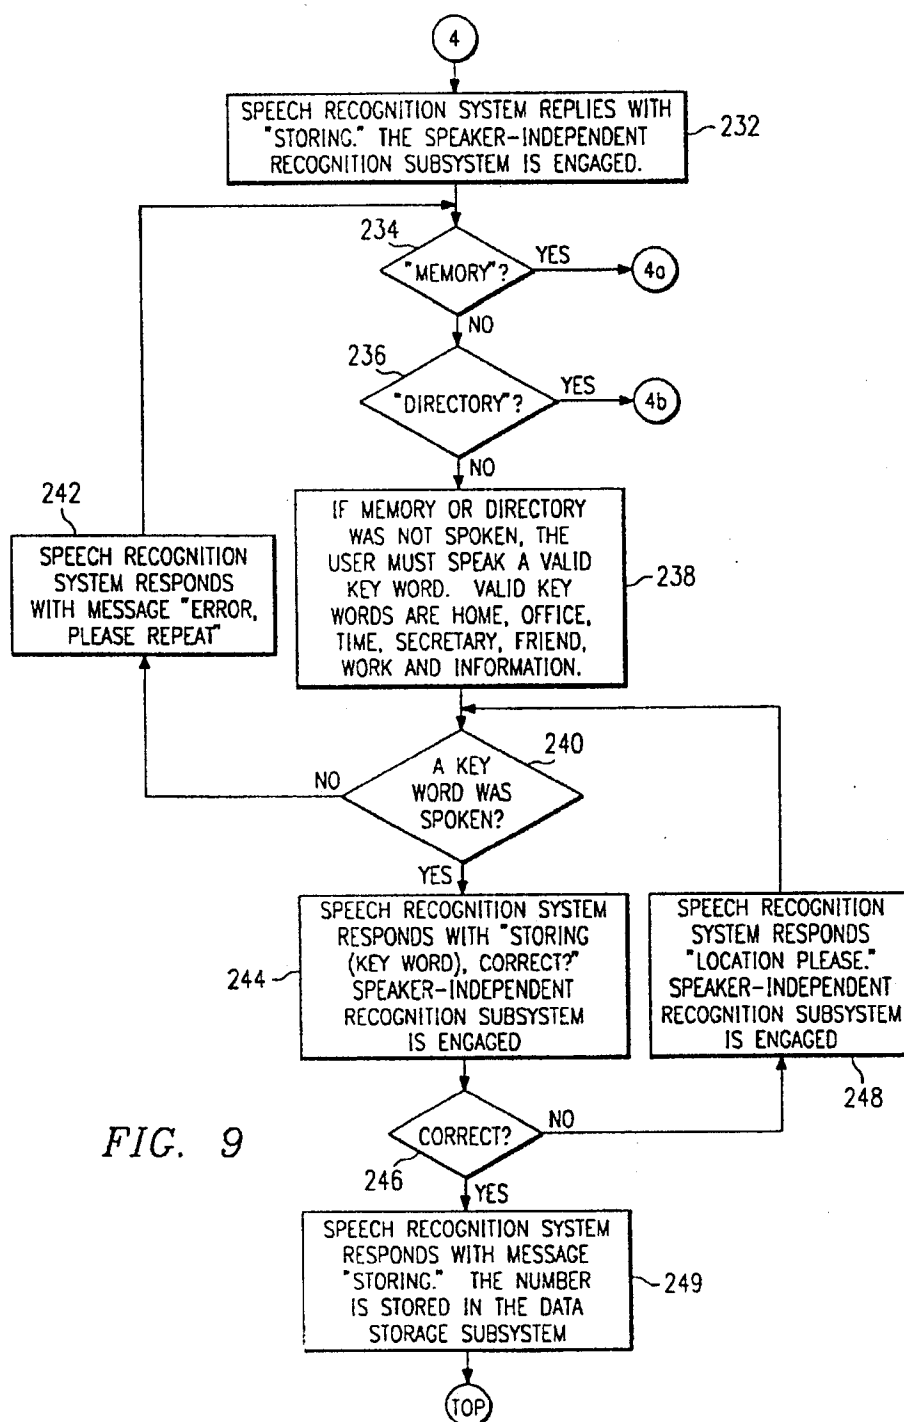 4
SPEECH RECOGNITION SYSTEM REPLIES WITH
"STORING." THE SPEAKER-INDEPENDENT
RECOGNITION SUBSYSTEM IS ENGAGED.
232
234
"MEMORY"?
YES
4a
NO
236
"DIRECTORY"?
YES
4b
NO
242
SPEECH RECOGNITION
SYSTEM RESPONDS
WITH MESSAGE "ERROR,
PLEASE REPEAT"
IF MEMORY OR DIRECTORY
WAS NOT SPOKEN, THE
USER MUST SPEAK A VALID
KEY WORD. VALID KEY
WORDS ARE HOME, OFFICE,
TIME, SECRETARY, FRIEND,
WORK AND INFORMATION.
238
240
A KEY
WORD WAS
SPOKEN?
NO
YES
SPEECH RECOGNITION SYSTEM
RESPONDS WITH "STORING
(KEY WORD), CORRECT?"
SPEAKER-INDEPENDENT
RECOGNITION SUBSYSTEM
IS ENGAGED
244
SPEECH RECOGNITION
SYSTEM RESPONDS
"LOCATION PLEASE."
SPEAKER-INDEPENDENT
RECOGNITION SUBSYSTEM
IS ENGAGED
248
CORRECT?
NO
246
YES
FIG. 9
SPEECH RECOGNITION SYSTEM
RESPONDS WITH MESSAGE
"STORING." THE NUMBER
IS STORED IN THE DATA
STORAGE SUBSYSTEM
249
TOP